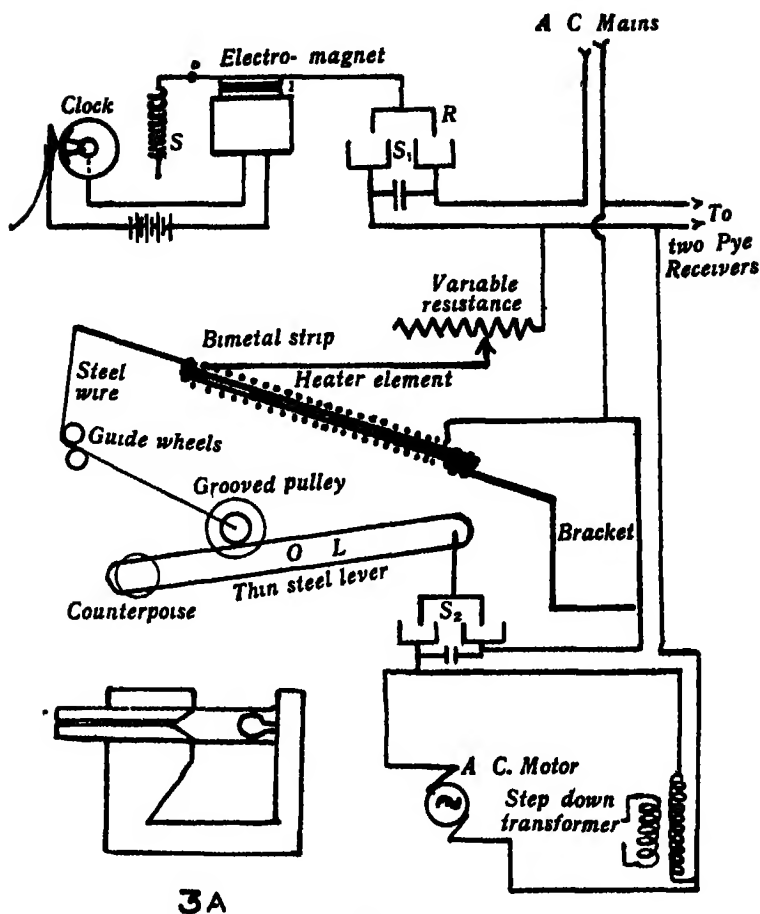 A C Mains
Electro- magnet
Clock
S
R
S₁
To
two Pye
Receivers
Variable
resistance
Bimetal strip
Heater element
Steel
wire
Guide wheels
Grooved pulley
O L
Thin steel lever
Counterpoise
Bracket
S₂
A C. Motor
Step down
transformer
3A